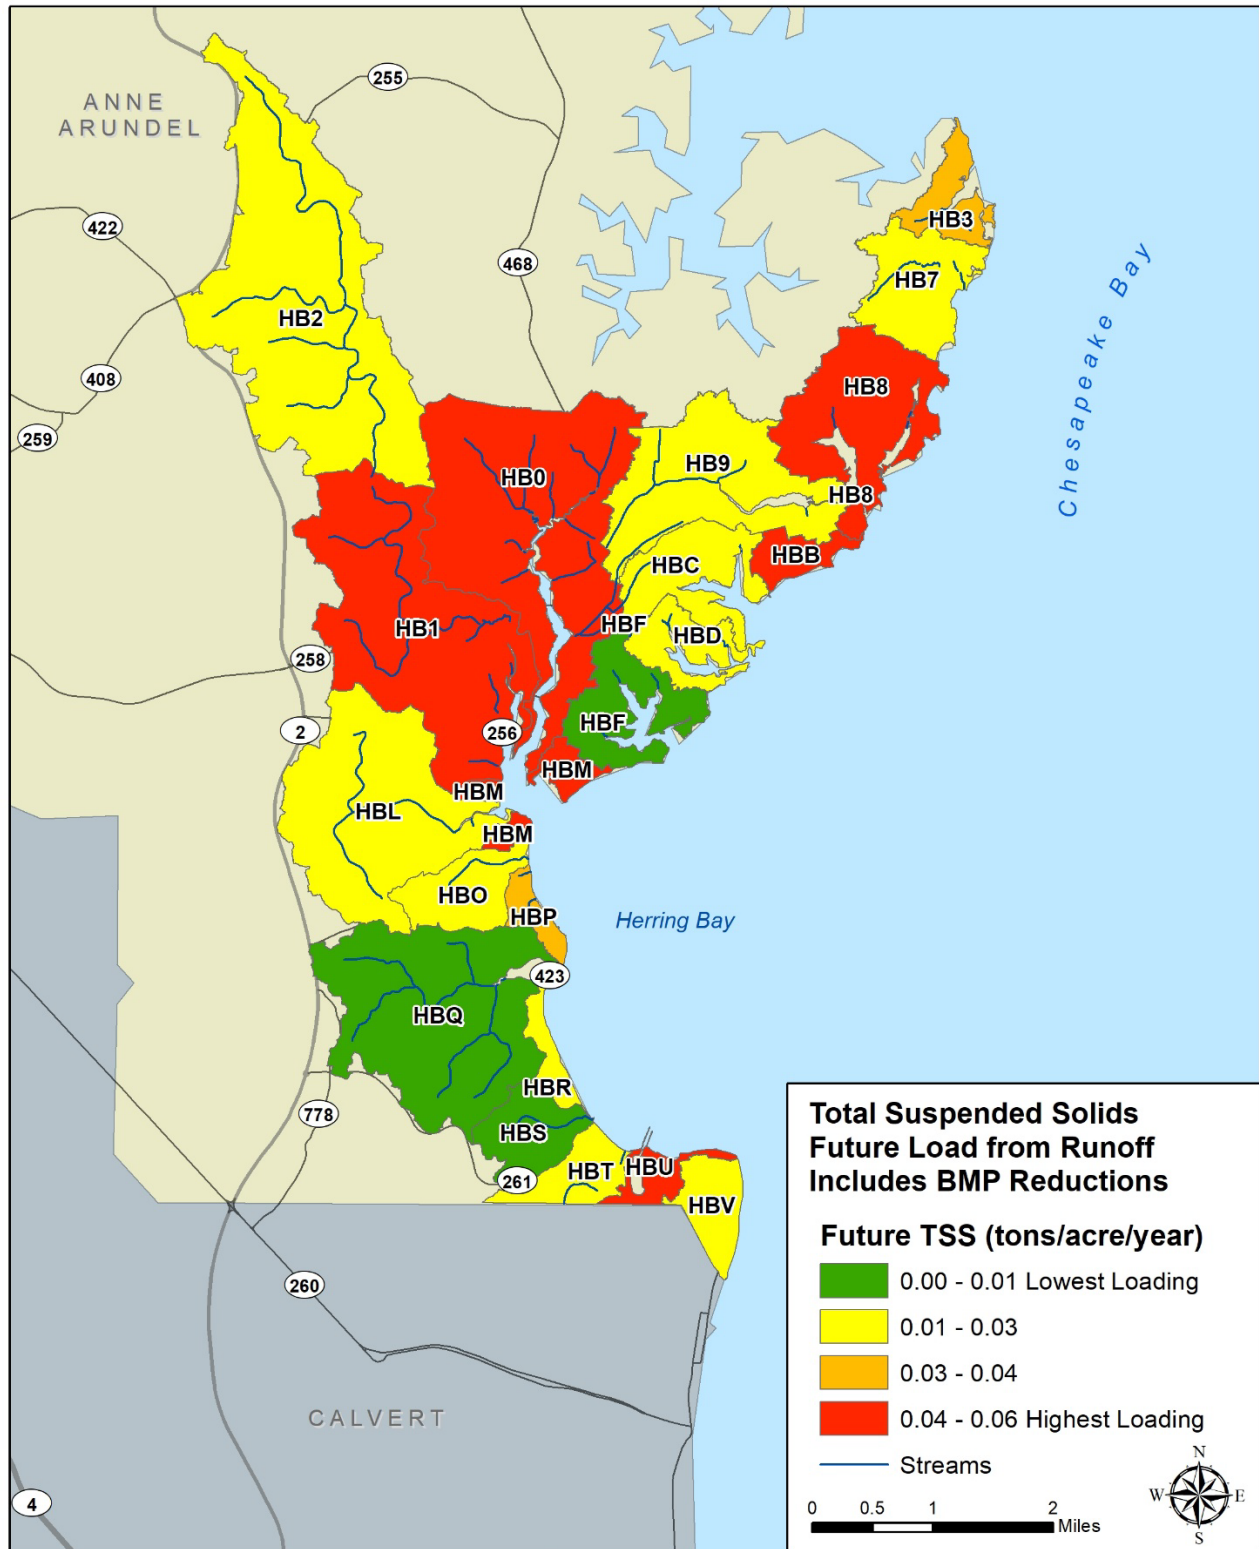 ANNE
ARUNDEL
255
422
468
HB3
HB7
HB2
408
259
HB8
Chesapeake Bay
HB9
HB0
HB8
HBB
HBC
HB1
HBF
HBD
258
2
256
HBF
HBM
HBM
HBL
HBM
HBO
HBP
Herring Bay
423
HBQ
HBR
778
HBS
261
HBT
HBU
HBV
260
CALVERT
4
Total Suspended Solids
Future Load from Runoff
Includes BMP Reductions
Future TSS (tons/acre/year)
0.00 - 0.01 Lowest Loading
0.01 - 0.03
0.03 - 0.04
0.04 - 0.06 Highest Loading
Streams
N
W E
S
0 0.5 1 2
Miles